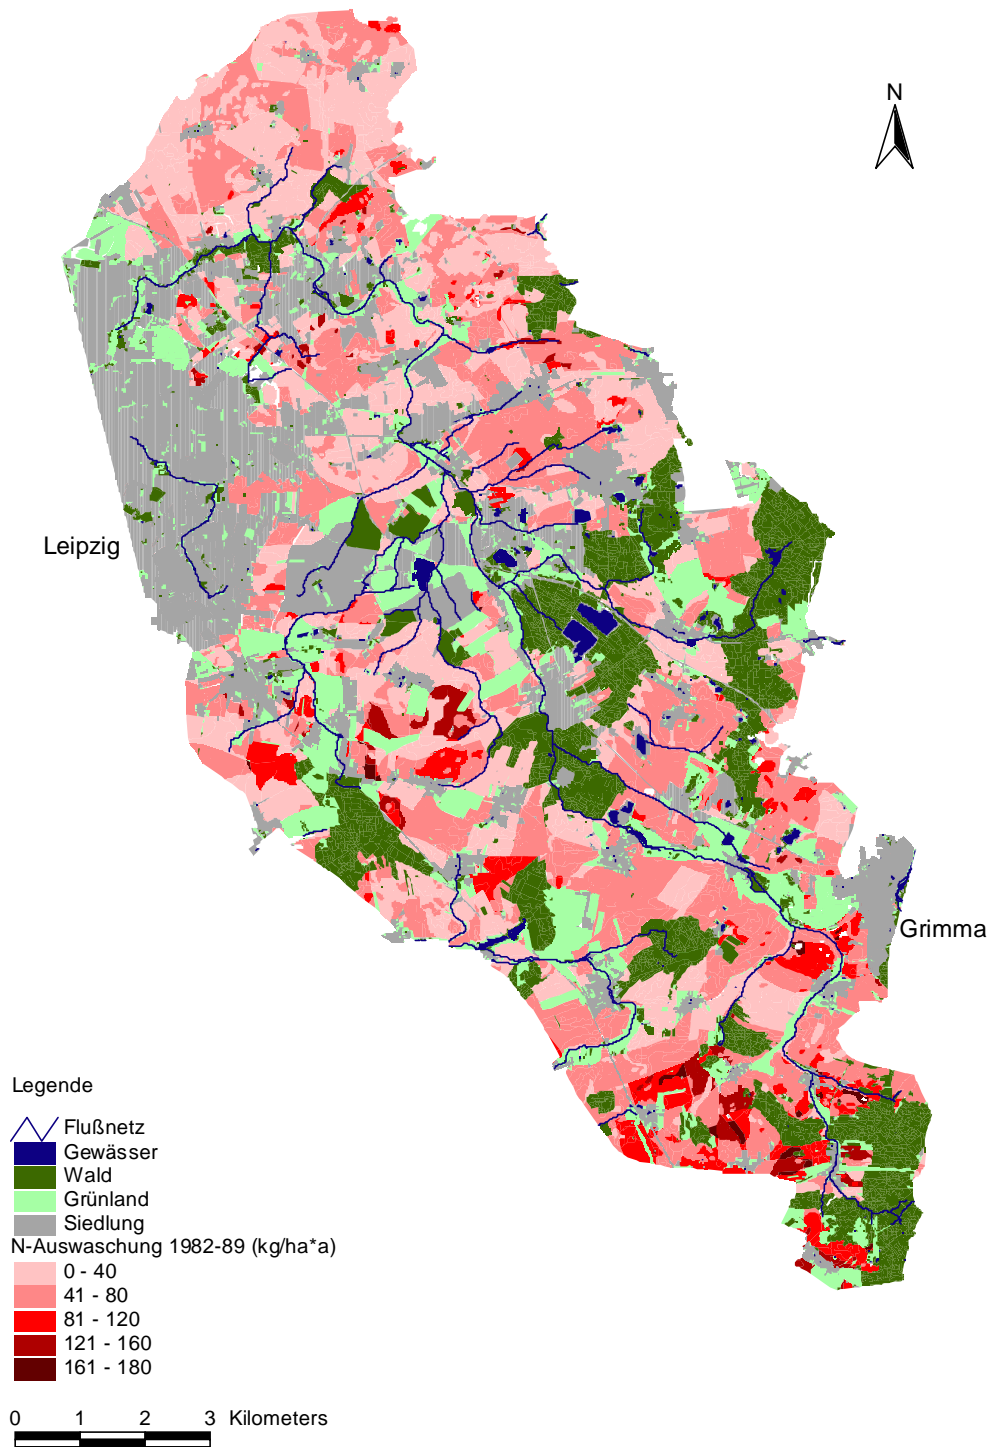 N
Leipzig
Grimma
Legende
Flußnetz
Gewässer
Wald
Grünland
Siedlung
N-Auswaschung 1982-89 (kg/ha*a)
0 - 40
41 - 80
81 - 120
121 - 160
161 - 180
0 1 2 3 Kilometers